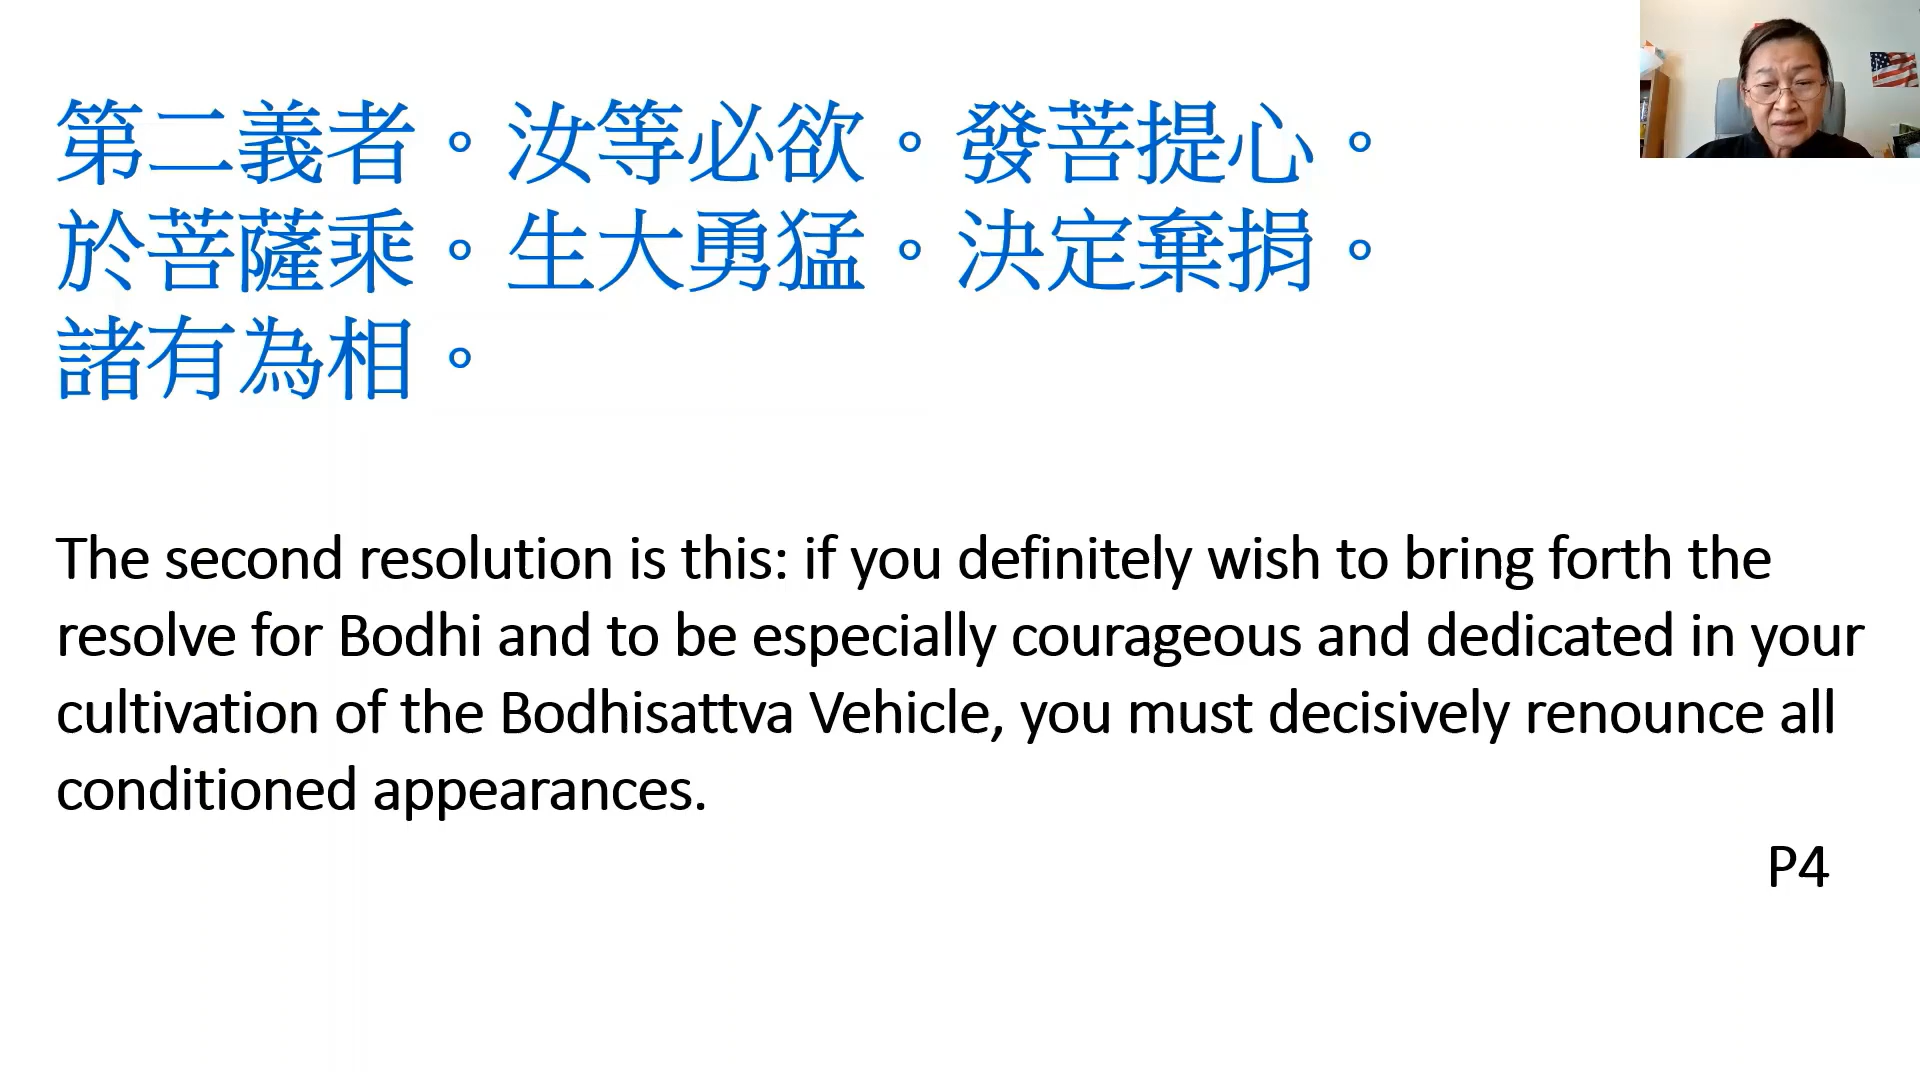 第二義者。汝等必欲。發菩提心。
於菩薩乘。生大勇猛。決定棄捐。
諸有為相。
The second resolution is this: if you definitely wish to bring forth the
resolve for Bodhi and to be especially courageous and dedicated in your
cultivation of the Bodhisattva Vehicle, you must decisively renounce all
conditioned appearances.
P4